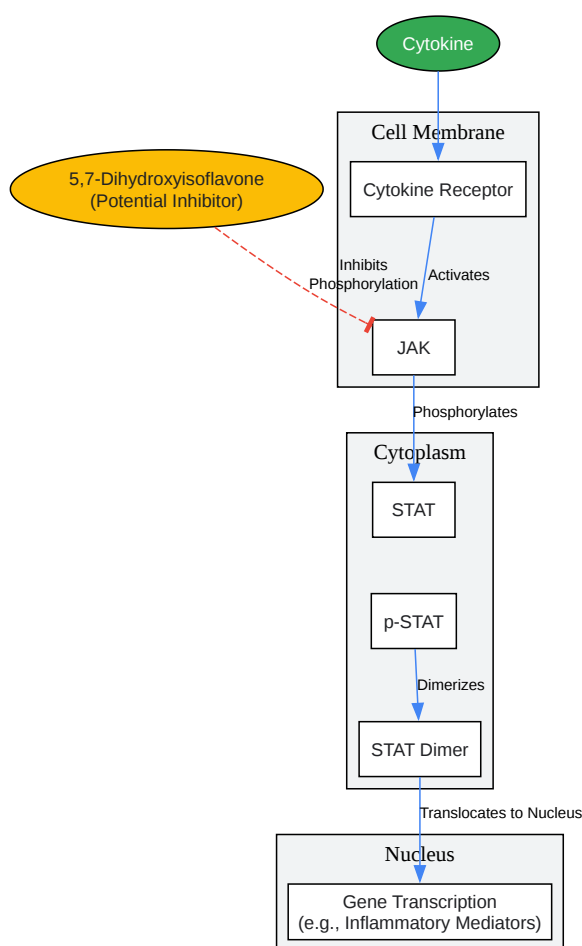 Cytokine
Cell Membrane
5,7-Dihydroxyisoflavone
(Potential Inhibitor)
Cytokine Receptor
Inhibits
Phosphorylation
Activates
JAK
Phosphorylates
Cytoplasm
STAT
p-STAT
Dimerizes
STAT Dimer
Translocates to Nucleus
Nucleus
Gene Transcription
(e.g., Inflammatory Mediators)